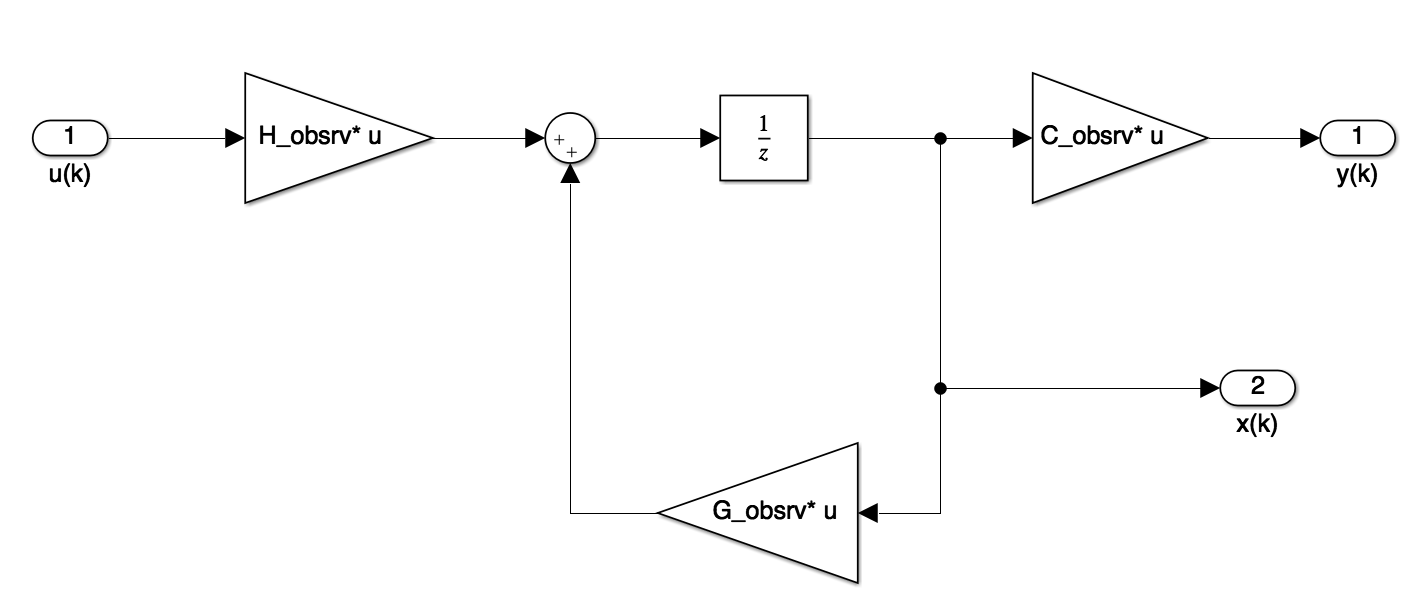 1
u(k)
H_obsrv* u
+
+
1
z
C_obsrv* u
1
y(k)
2
x(k)
G_obsrv* u